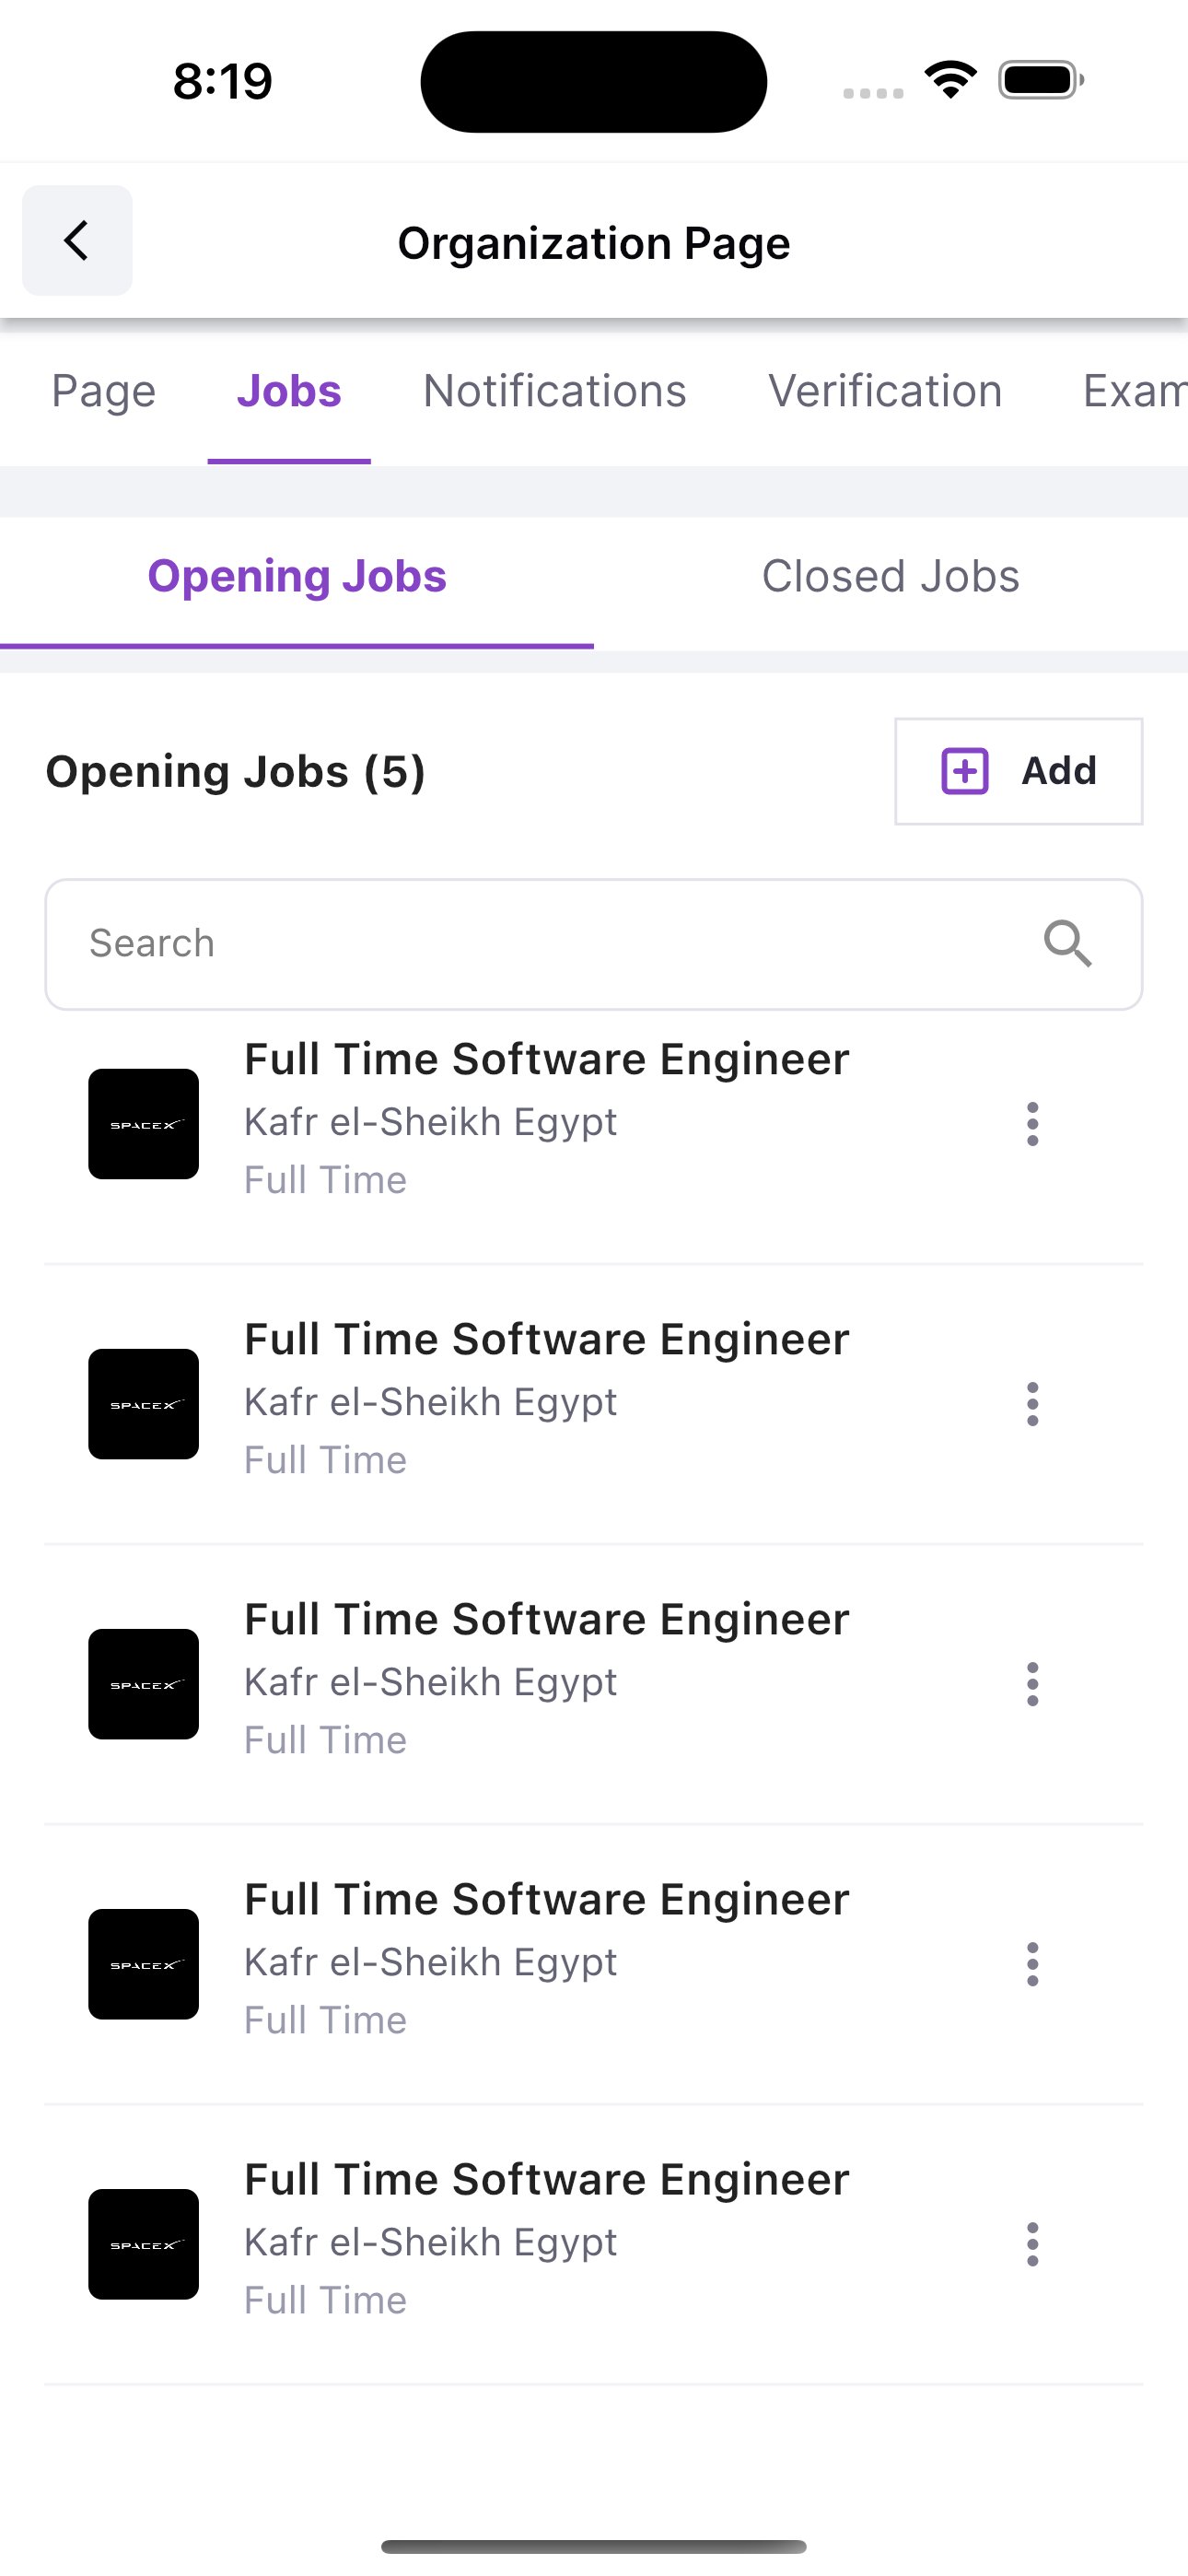 8:19
Organization Page
Page Jobs Notifications Verification Exam
Opening Jobs Closed Jobs
Opening Jobs (5)
Add
Search
Full Time Software Engineer
SPACEX
Kafr el-Sheikh Egypt
Full Time
Full Time Software Engineer
SPACEX
Kafr el-Sheikh Egypt
Full Time
Full Time Software Engineer
SPACEX
Kafr el-Sheikh Egypt
Full Time
Full Time Software Engineer
SPACEX
Kafr el-Sheikh Egypt
Full Time
Full Time Software Engineer
SPACEX
Kafr el-Sheikh Egypt
Full Time